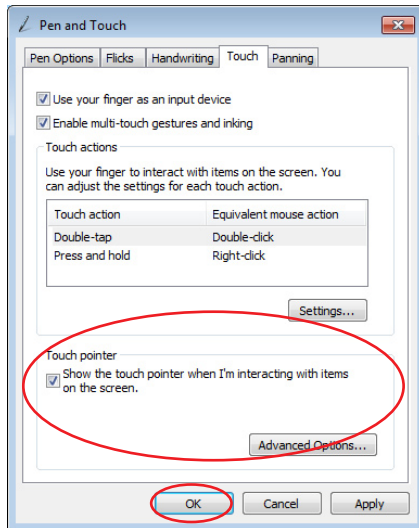 Pen and Touch
Pen Options Flicks Handwriting Touch Panning
Use your finger as an input device
Enable multi-touch gestures and inking
Touch actions
Use your finger to interact with items on the screen. You
can adjust the settings for each touch action.
Touch action Equivalent mouse action
Double-tap Double-click
Press and hold Right-click
Settings...
Touch pointer
Show the touch pointer when I'm interacting with items
on the screen.
Advanced Options...
OK Cancel Apply